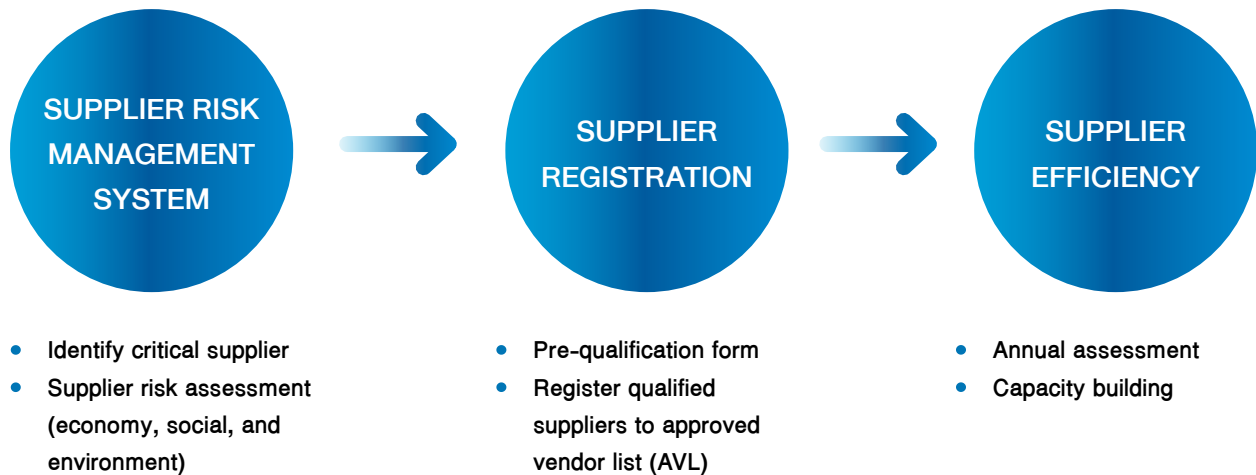 SUPPLIER RISK
MANAGEMENT
SYSTEM
SUPPLIER
REGISTRATION
SUPPLIER
EFFICIENCY
• Identify critical supplier
• Supplier risk assessment
(economy, social, and
environment)
• Pre-qualification form
• Register qualified
suppliers to approved
vendor list (AVL)
• Annual assessment
• Capacity building